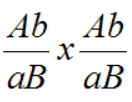 Ab Ab
── x ──
aB aB